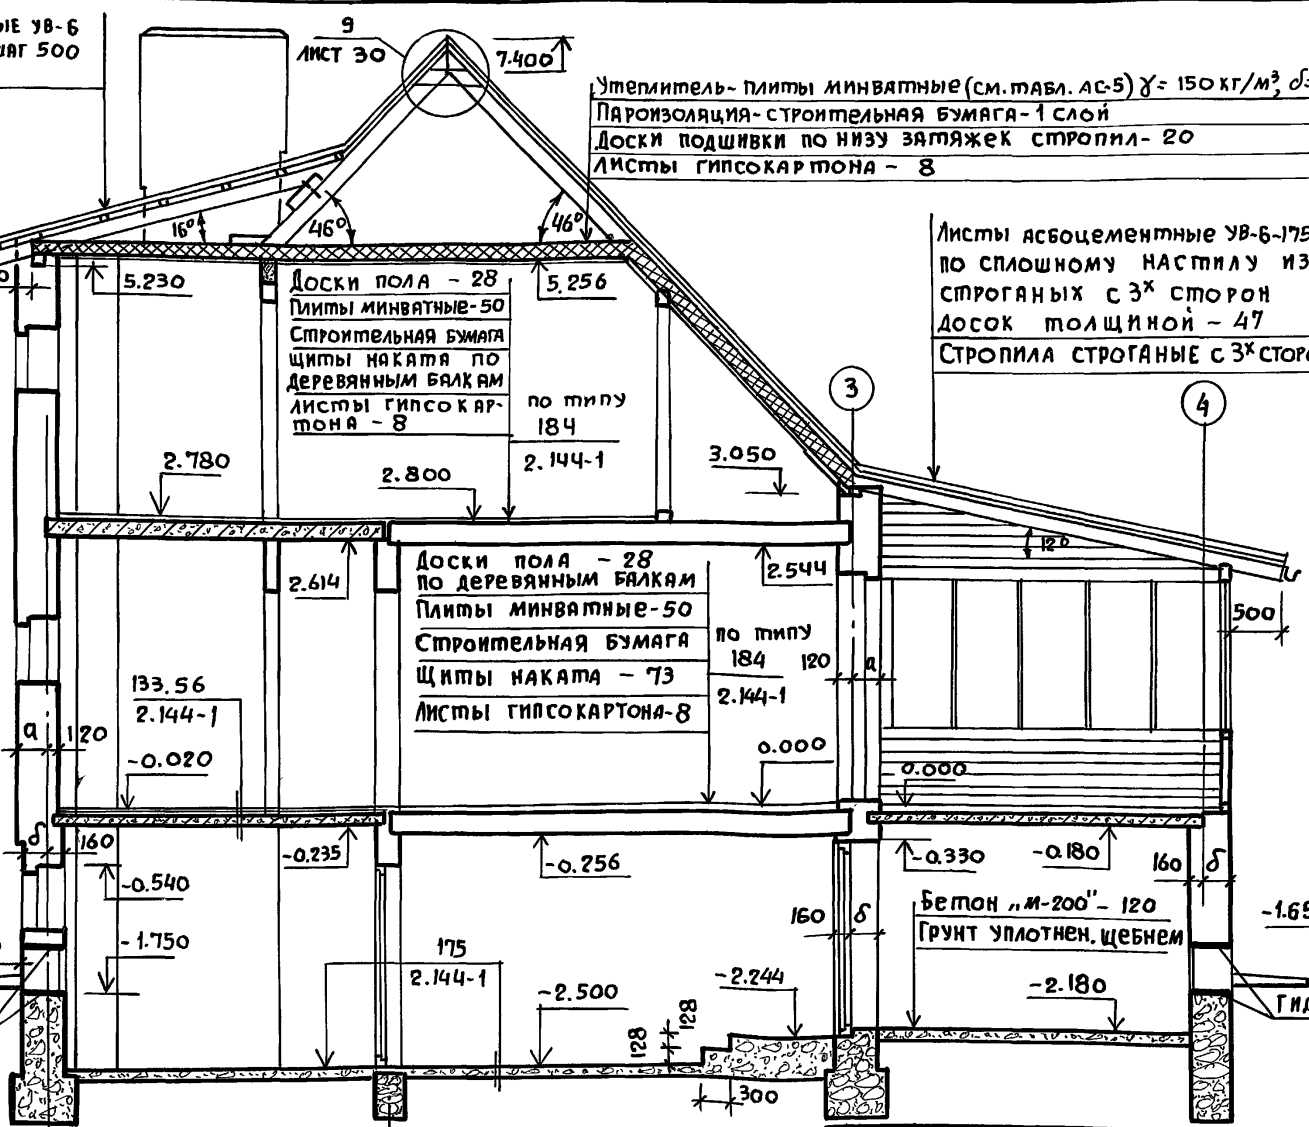 УВ-6
500
9
ЛИСТ 30
7.400
Утеплитель- плиты минватные (см. табл. АС-5) γ = 150 кг/м³, δ=
Пароизоляция- строительная бумага- 1 слой
Доски подшивки по низу затяжек стропил- 20
Листы гипсокартона - 8
16°
46°
46°
Листы асбоцементные УВ-6-175
по сплошному настилу из
строганых с 3х сторон
досок толщиной - 47
Стропила строганые с 3х
5.230
5.256
Доски пола - 28
Плиты минватные-50
Строительная бумага
щиты наката по
деревянным балкам
листы гипсокар-
тона - 8
по типу
184
2.144-1
3
4
2.780
2.800
3.050
12°
2.614
2.544
500
Доски пола - 28
по деревянным балкам
Плиты минватные-50
Строительная бумага
Щиты наката - 73
Листы гипсокартона-8
по типу
184
2.144-1
120
а
133.56
2.144-1
а
120
-0.020
0.000
0.000
δ
160
-0.235
-0.256
-0.330
-0.180
160
δ
-0.540
-1.750
160
δ
Бетон „М-200"- 120
Грунт уплотнен. щебнем
175
2.144-1
-2.500
-2.244
-2.180
128
128
300